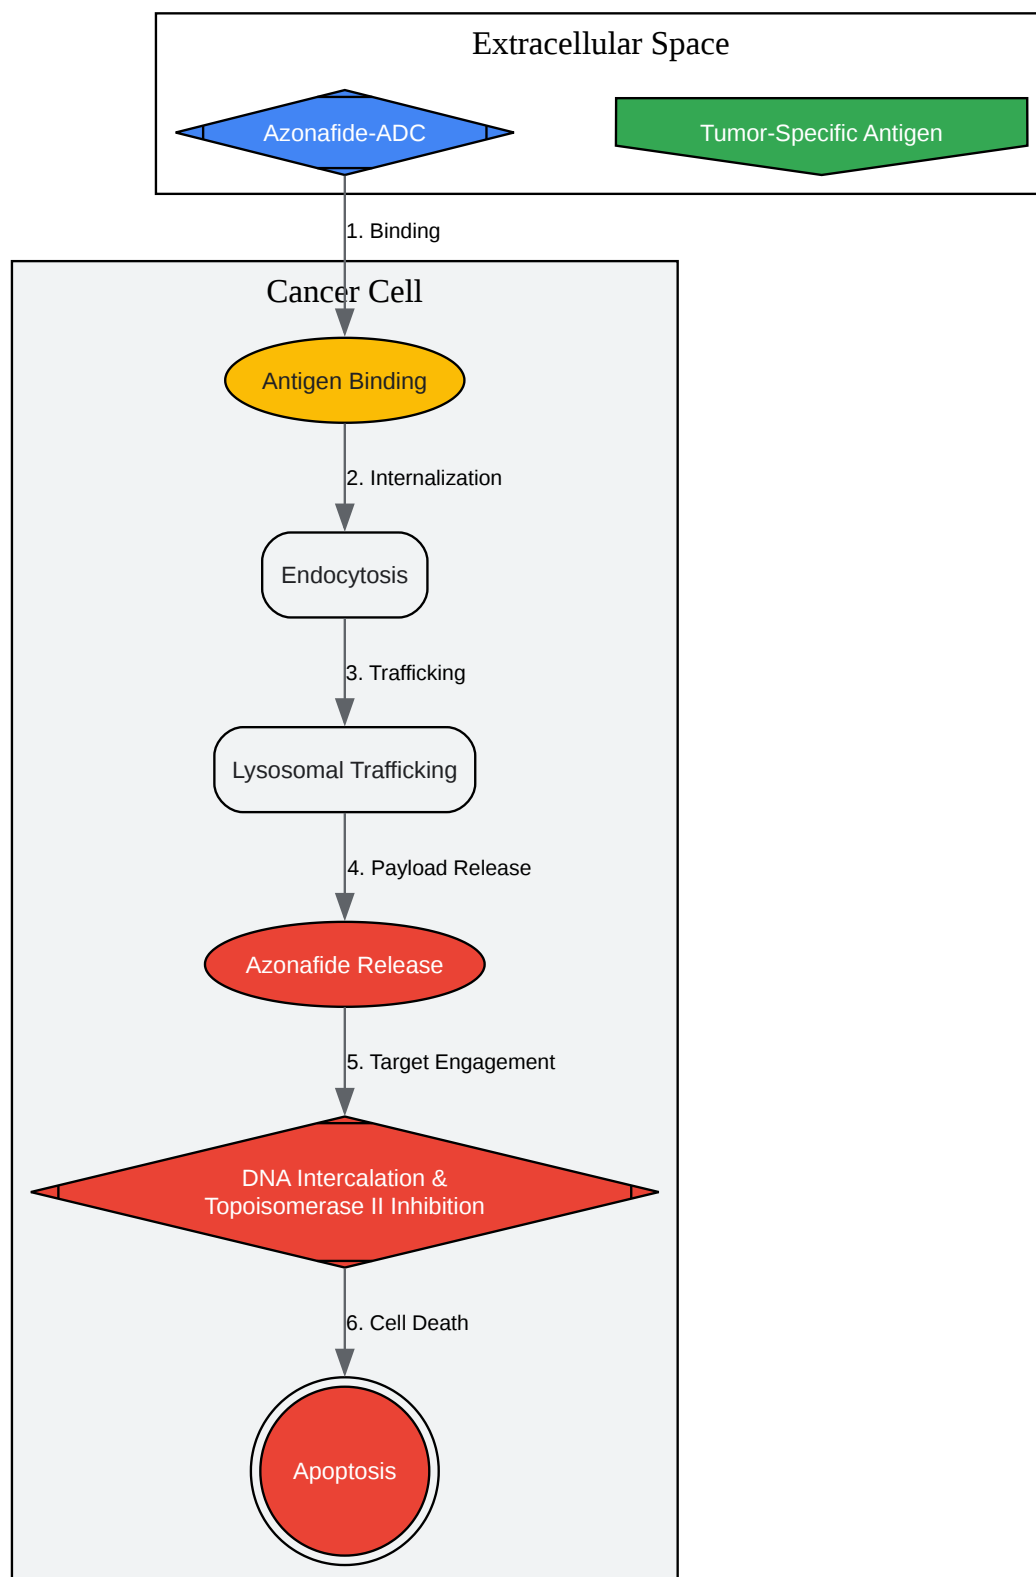 Extracellular Space
Azonafide-ADC
Tumor-Specific Antigen
1. Binding
Cancer Cell
Antigen Binding
2. Internalization
Endocytosis
3. Trafficking
Lysosomal Trafficking
4. Payload Release
Azonafide Release
5. Target Engagement
DNA Intercalation &
Topoisomerase II Inhibition
6. Cell Death
Apoptosis